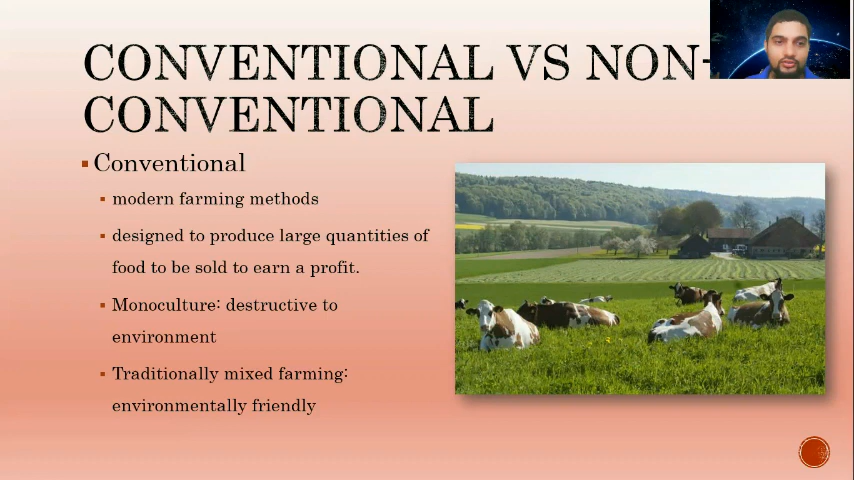 CONVENTIONAL VS NON-
CONVENTIONAL
Conventional
modern farming methods
designed to produce large quantities of
food to be sold to earn a profit.
Monoculture: destructive to
environment
Traditionally mixed farming:
environmentally friendly